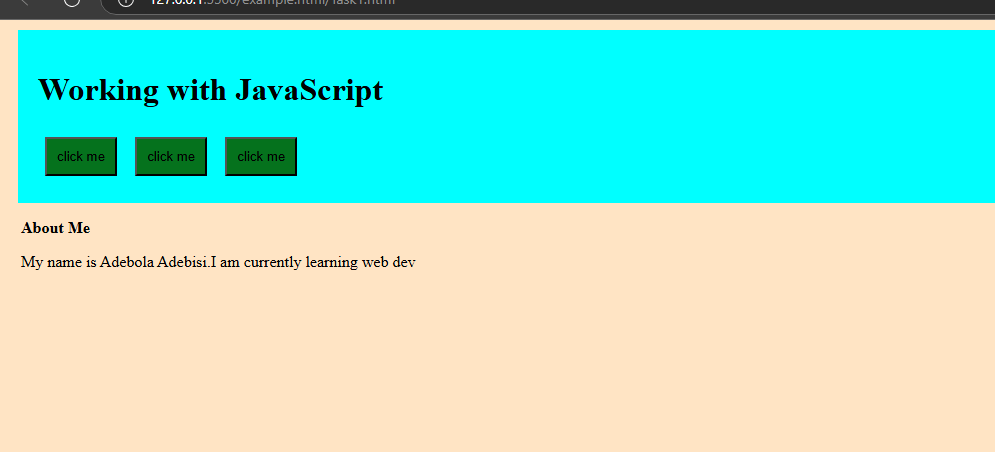 127.0.0.1:5500/example.html/Task1.html
Working with JavaScript
click me click me click me
About Me
My name is Adebola Adebisi.I am currently learning web dev